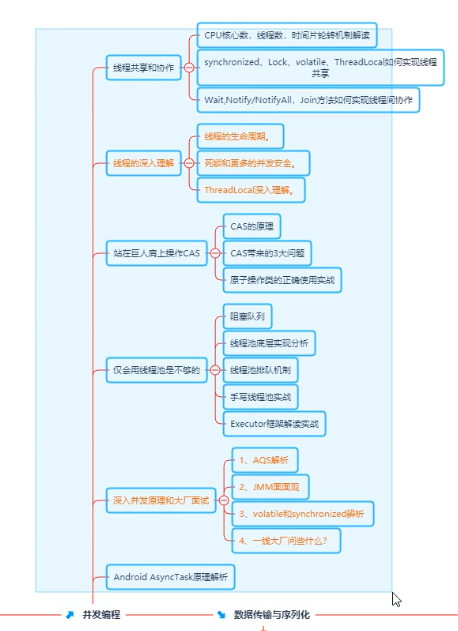 CPU核心数，线程数，时间片轮转机制解读
线程共享和协作
synchronized、Lock、volatile、ThreadLocal如何实现线程
共享
Wait,Notify/NotifyAll，Join方法如何实现线程间协作
线程的生命周期。
线程的深入理解
死锁和更多的并发安全。
ThreadLocal深入理解。
CAS的原理
站在巨人肩上操作CAS
CAS带来的3大问题
原子操作类的正确使用实战
阻塞队列
线程池底层实现分析
仅会用线程池是不够的
线程池排队机制
手写线程池实战
Executor框架解读实战
1、AQS解析
2、JMM面面观
深入并发原理和大厂面试
3、volatile和synchronized解析
4、一线大厂问些什么？
Android AsyncTask原理解析
并发编程
数据传输与序列化